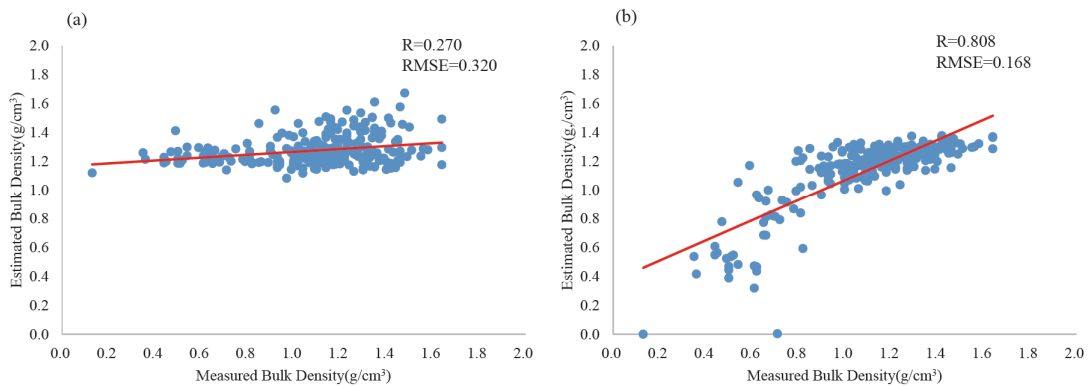 (a)
R=0.270
RMSE=0.320
Estimated Bulk Density(g/cm³)
2.0
1.8
1.6
1.4
1.2
1.0
0.8
0.6
0.4
0.2
0.0
0.0 0.2 0.4 0.6 0.8 1.0 1.2 1.4 1.6 1.8 2.0
Measured Bulk Density(g/cm³)
(b)
R=0.808
RMSE=0.168
Estimated Bulk Density(g,/cm³)
2.0
1.8
1.6
1.4
1.2
1.0
0.8
0.6
0.4
0.2
0.0
0.0 0.2 0.4 0.6 0.8 1.0 1.2 1.4 1.6 1.8 2.0
Measured Bulk Density(g/cm³)